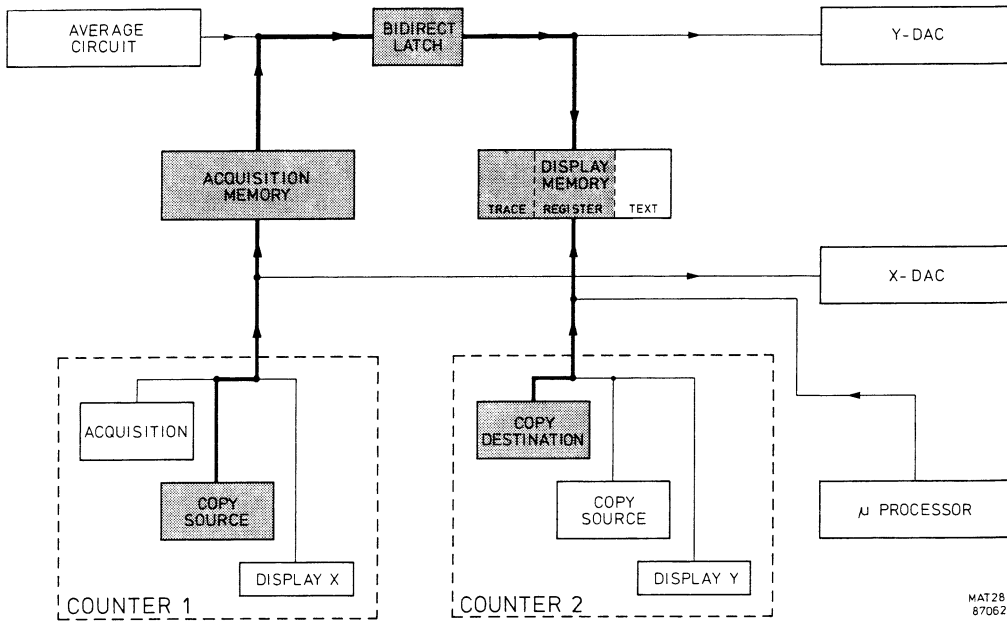 AVERAGE
CIRCUIT
BIDIRECT
LATCH
Y-DAC
ACQUISITION
MEMORY
DISPLAY
MEMORY
TRACE
REGISTER
TEXT
X-DAC
ACQUISITION
COPY
SOURCE
DISPLAY X
COUNTER 1
COPY
DESTINATION
COPY
SOURCE
DISPLAY Y
COUNTER 2
μ PROCESSOR
MAT28
87062